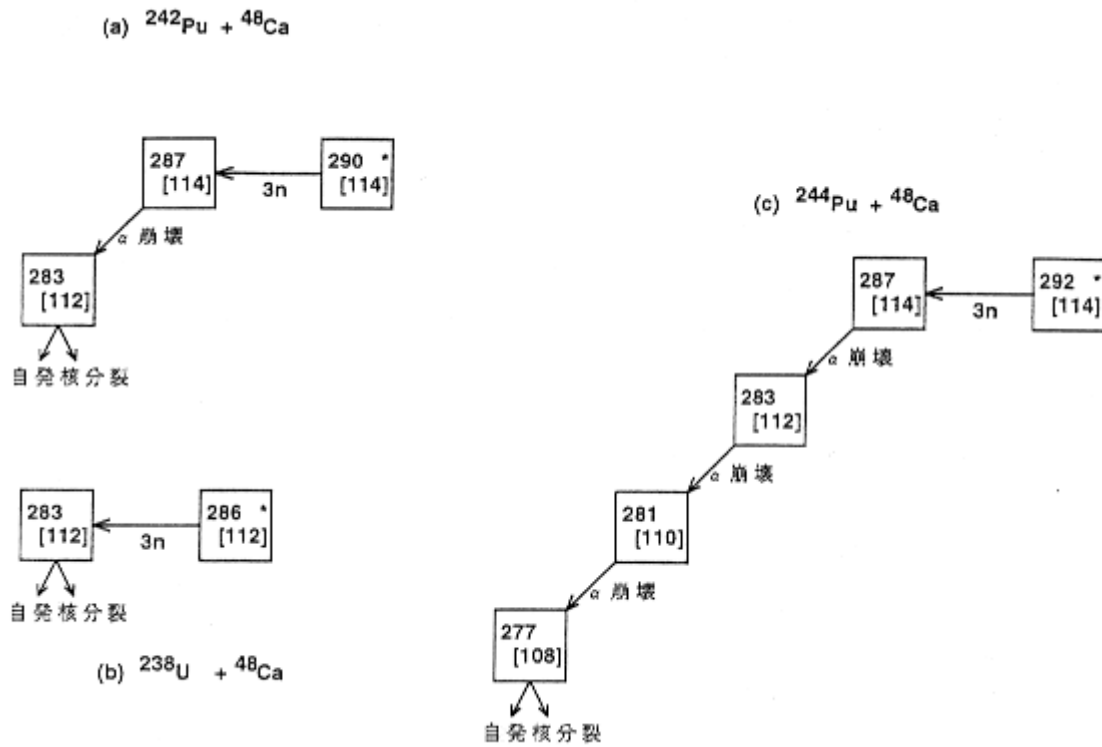 (a) ²⁴²Pu + ⁴⁸Ca
287
[114]
3n
290 *
[114]
α 崩壊
283
[112]
自発核分裂
283
[112]
3n
286 *
[112]
自発核分裂
(b) ²³⁸U + ⁴⁸Ca
(c) ²⁴⁴Pu + ⁴⁸Ca
287
[114]
3n
292 *
[114]
α 崩壊
283
[112]
α 崩壊
281
[110]
α 崩壊
277
[108]
自発核分裂